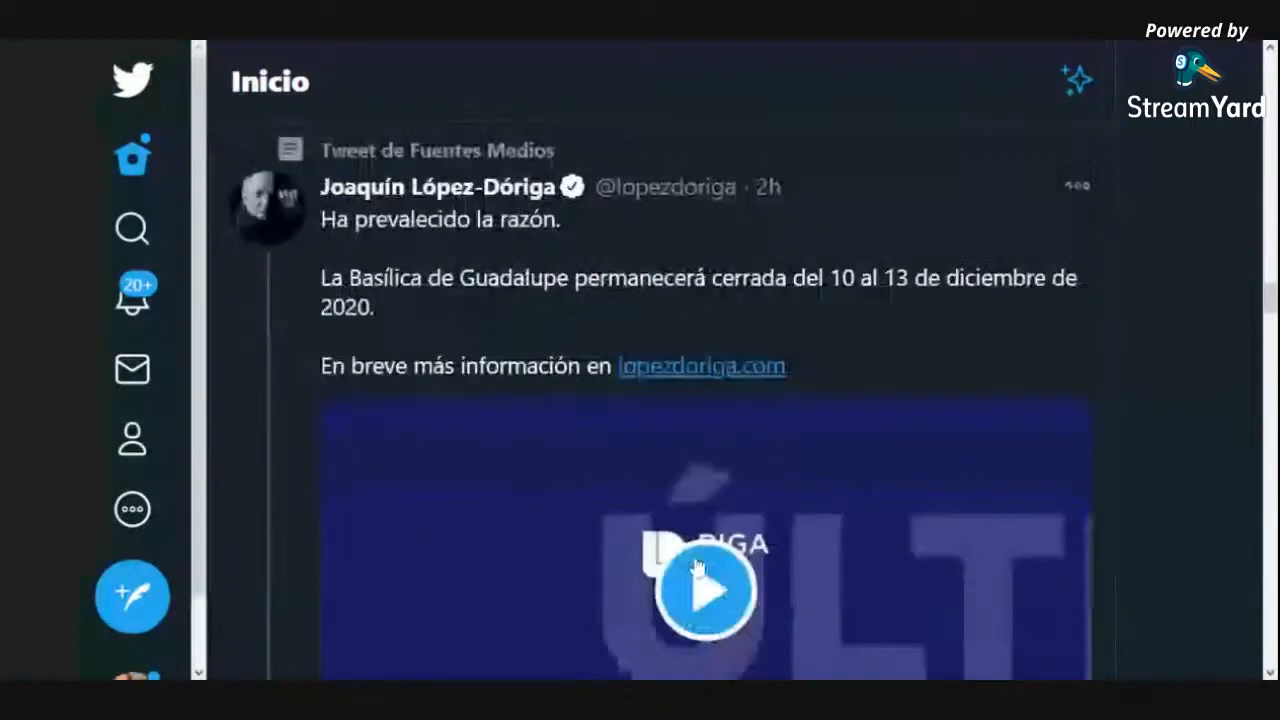 Powered by
StreamYard
Inicio
Tweet de Fuentes Medios
Joaquín López-Dóriga @lopezdoriga · 2h
Ha prevalecido la razón.
20+
La Basílica de Guadalupe permanecerá cerrada del 10 al 13 de diciembre de
2020.
En breve más información en lopezdoriga.com
RIGA
ÚLT